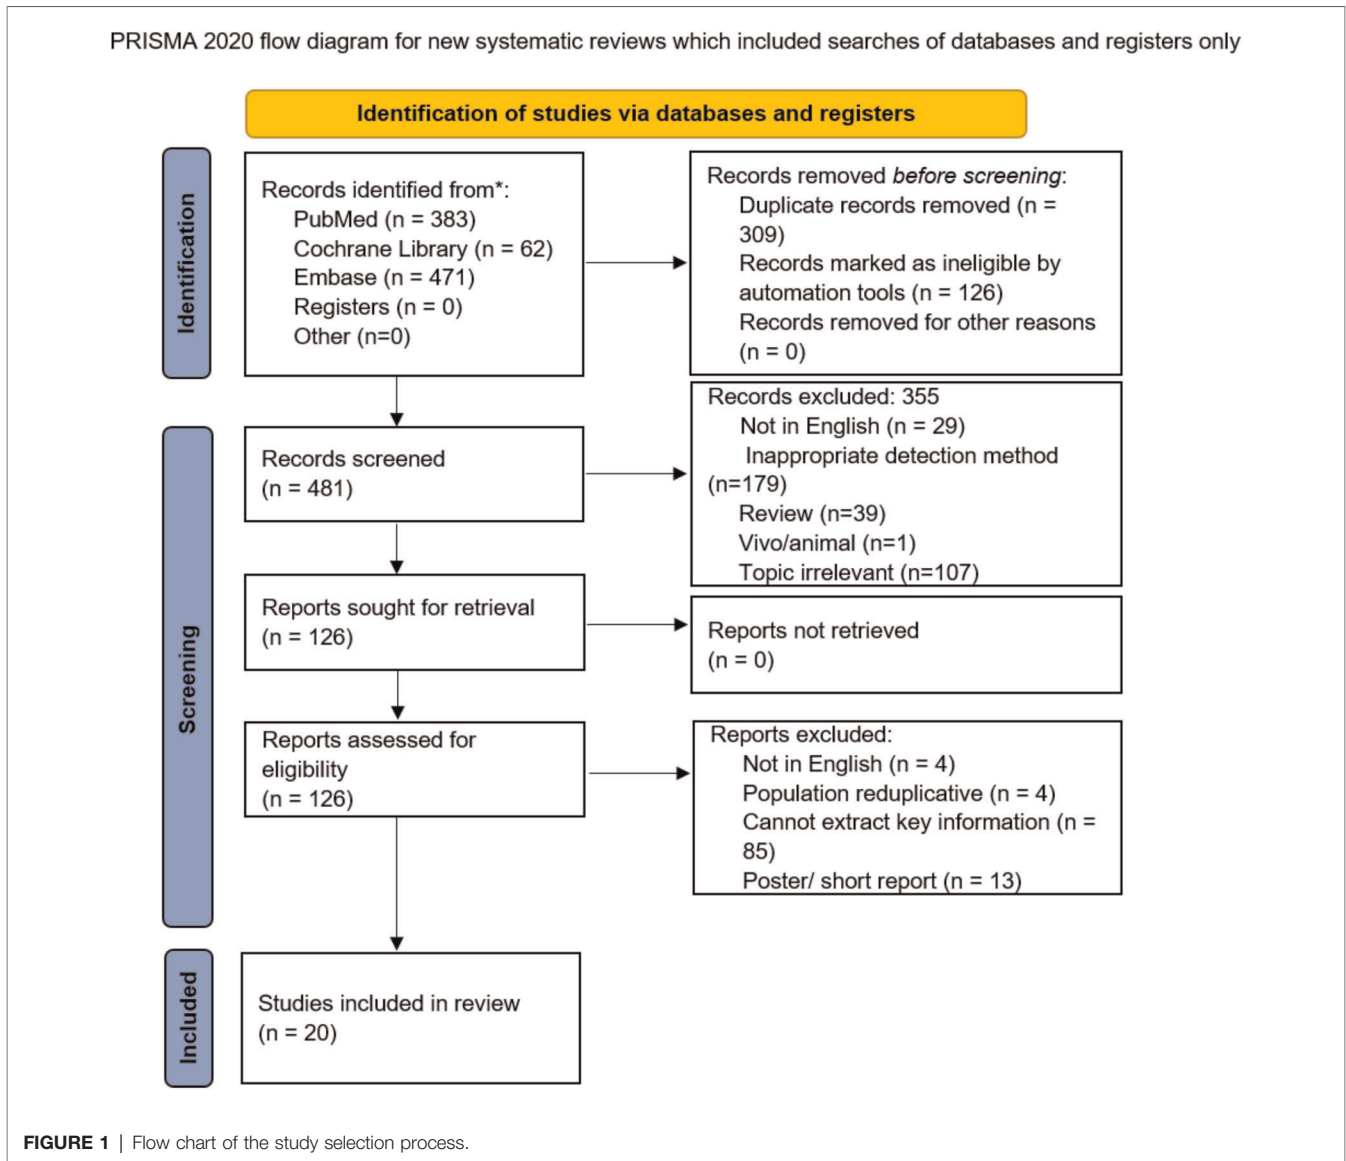 PRISMA 2020 flow diagram for new systematic reviews which included searches of databases and registers only
Identification of studies via databases and registers
Identification
Records identified from*:
PubMed (n = 383)
Cochrane Library (n = 62)
Embase (n = 471)
Registers (n = 0)
Other (n=0)
Records removed before screening:
Duplicate records removed (n =
309)
Records marked as ineligible by
automation tools (n = 126)
Records removed for other reasons
(n = 0)
Screening
Records screened
(n = 481)
Records excluded: 355
Not in English (n = 29)
Inappropriate detection method
(n=179)
Review (n=39)
Vivo/animal (n=1)
Topic irrelevant (n=107)
Reports sought for retrieval
(n = 126)
Reports not retrieved
(n = 0)
Reports assessed for
eligibility
(n = 126)
Reports excluded:
Not in English (n = 4)
Population reduplicative (n = 4)
Cannot extract key information (n =
85)
Poster/ short report (n = 13)
Included
Studies included in review
(n = 20)
FIGURE 1 | Flow chart of the study selection process.